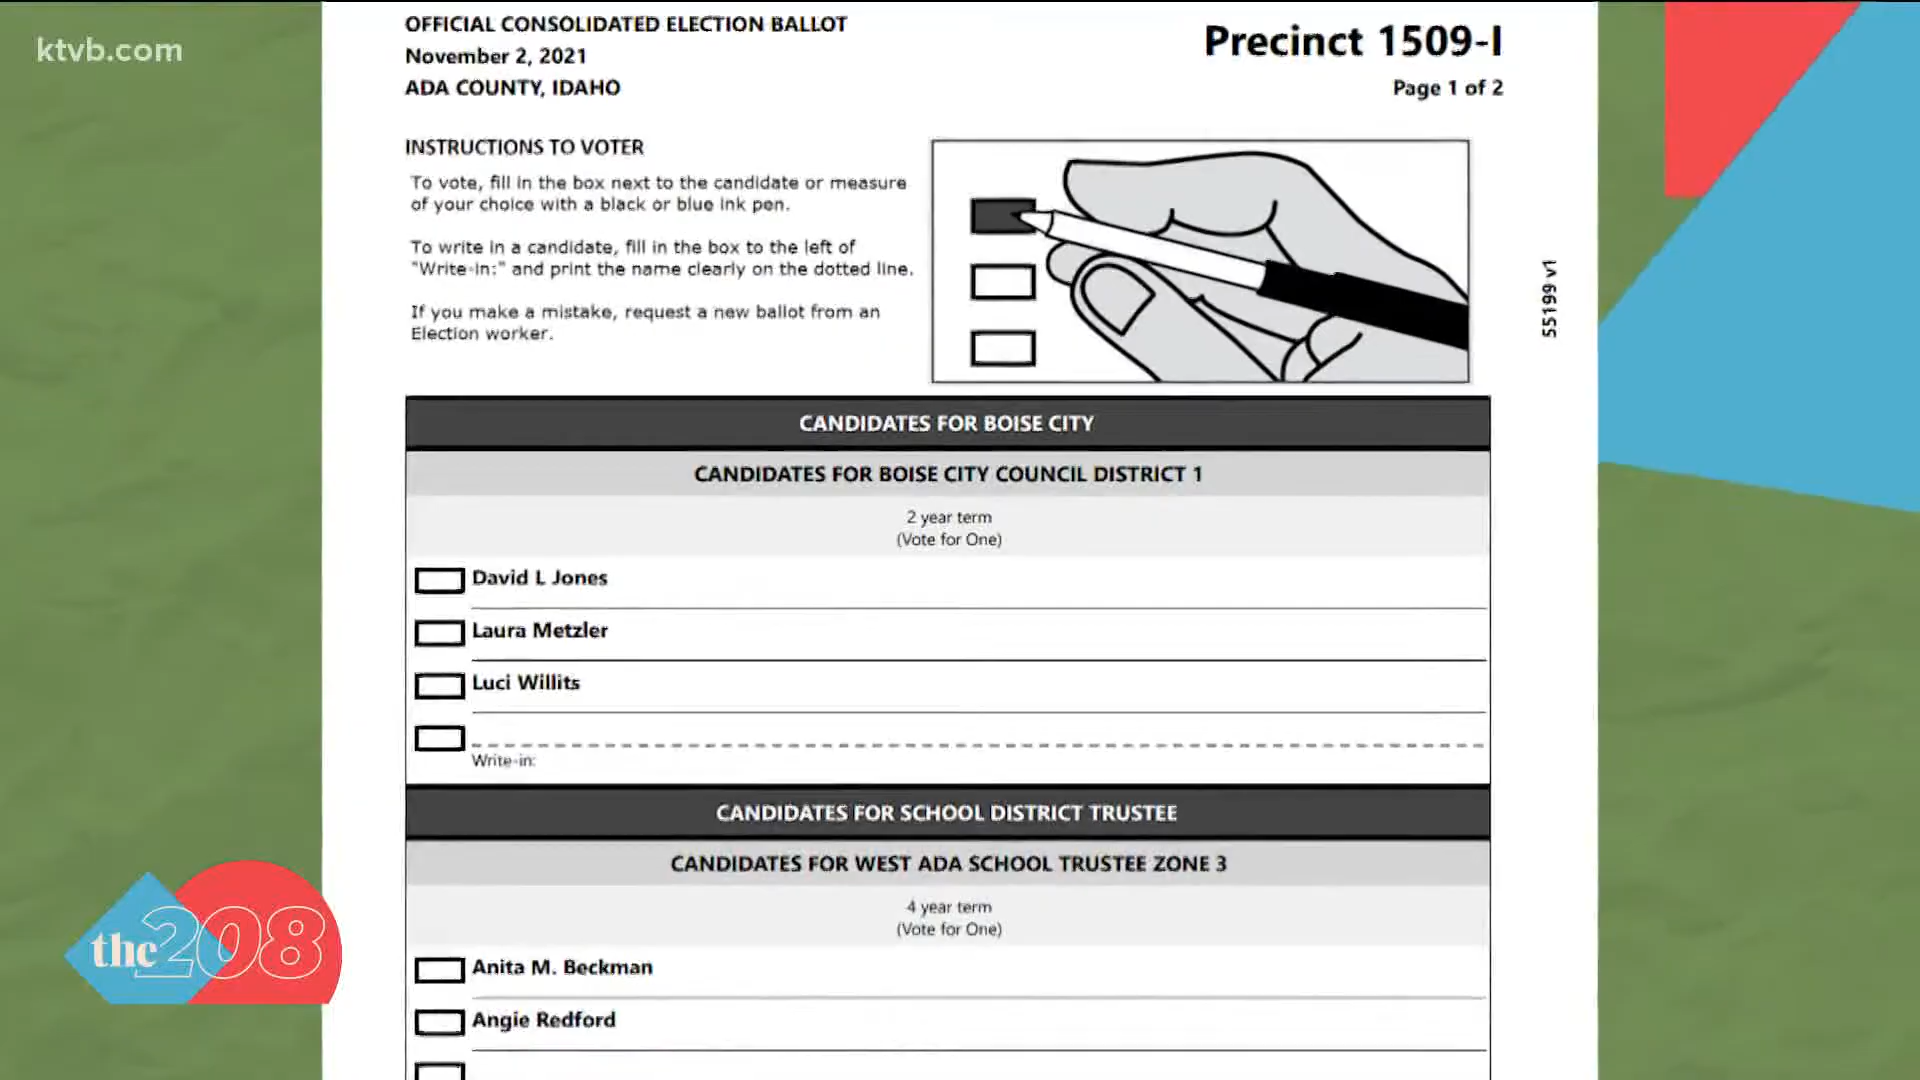 ktvb.com
OFFICIAL CONSOLIDATED ELECTION BALLOT
November 2, 2021
ADA COUNTY, IDAHO
Precinct 1509-I
Page 1 of 2
INSTRUCTIONS TO VOTER
To vote, fill in the box next to the candidate or measure
of your choice with a black or blue ink pen.
To write in a candidate, fill in the box to the left of
"Write-in:" and print the name clearly on the dotted line.
If you make a mistake, request a new ballot from an
Election worker.
55199 v1
CANDIDATES FOR BOISE CITY
CANDIDATES FOR BOISE CITY COUNCIL DISTRICT 1
2 year term
(Vote for One)
David L Jones
Laura Metzler
Luci Willits
Write-in:
CANDIDATES FOR SCHOOL DISTRICT TRUSTEE
CANDIDATES FOR WEST ADA SCHOOL TRUSTEE ZONE 3
4 year term
(Vote for One)
Anita M. Beckman
Angie Redford
the 208